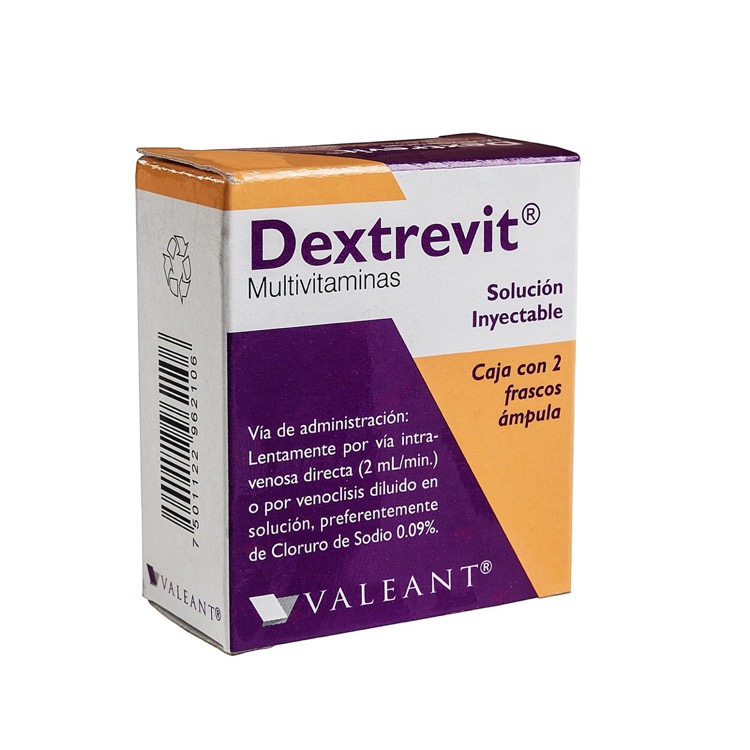 Dextrevit
Dextrevit®
Multivitaminas
Solución
Inyectable
Caja con 2
frascos
ámpula
Vía de administración:
Lentamente por vía intra-
venosa directa (2 mL/min.)
o por venoclisis diluido en
solución, preferentemente
de Cloruro de Sodio 0.09%.
VALEANT®
7 501122 962106
VALEANT®